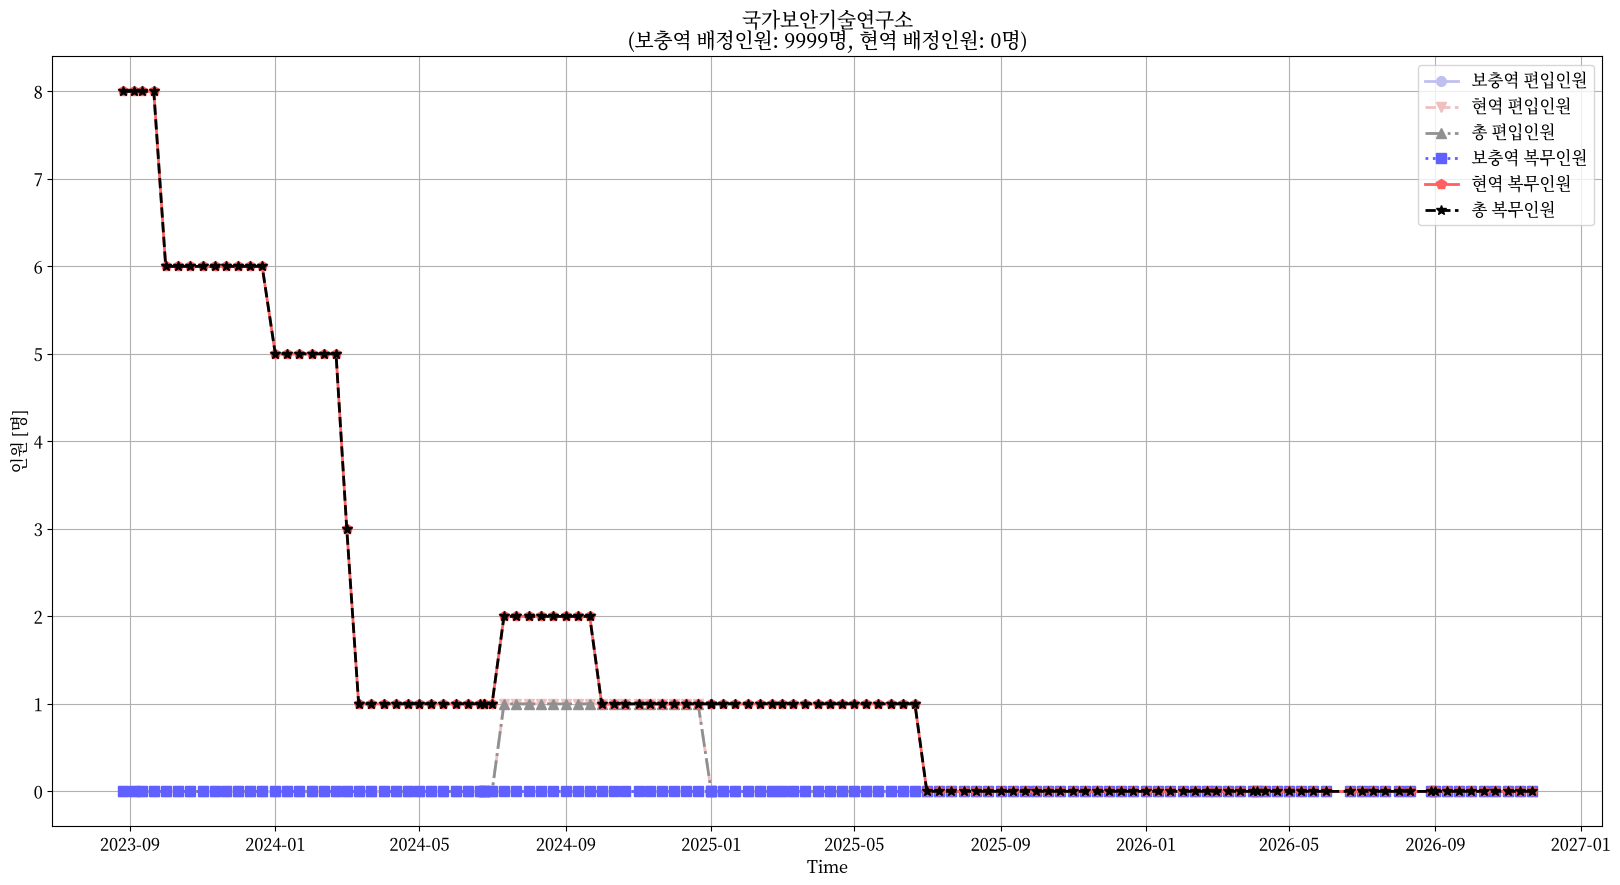 국가보안기술연구소
(보충역 배정인원: 9999명, 현역 배정인원: 0명)
보충역 편입인원
현역 편입인원
총 편입인원
보충역 복무인원
현역 복무인원
총 복무인원
인원 [명]
8
7
6
5
4
3
2
1
0
2023-09 2024-01 2024-05 2024-09 2025-01 2025-05 2025-09 2026-01 2026-05 2026-09 2027-01
Time